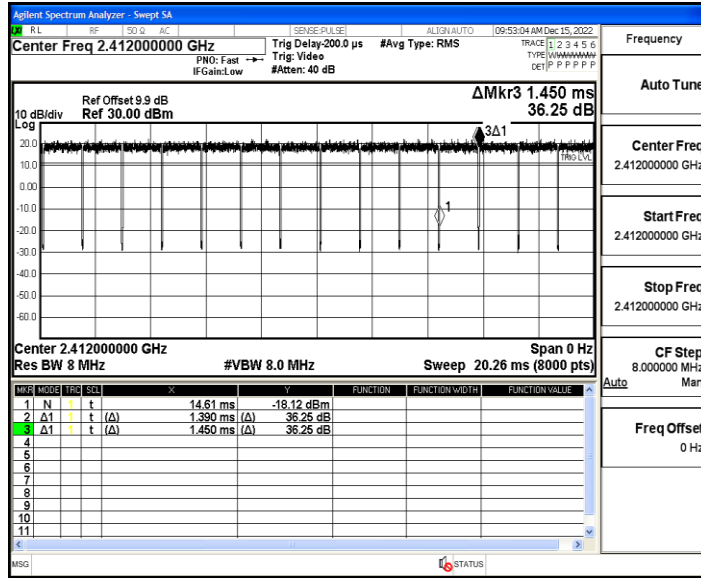 Agilent Spectrum Analyzer - Swept SA
RL RF 50 Ω AC SENSE:PULSE ALIGN AUTO 09:53:04 AM Dec 15, 2022
Center Freq 2.412000000 GHz
PNO: Fast
IFGain:Low
Trig Delay-200.0 µs
Trig: Video
#Atten: 40 dB
#Avg Type: RMS
TRACE 1 2 3 4 5 6
TYPE WWWWWW
DET P P P P P P
Ref Offset 9.9 dB
10 dB/div Ref 30.00 dBm
Log
ΔMkr3 1.450 ms
36.25 dB
20.0
10.0
0.00
-10.0
-20.0
-30.0
-40.0
-50.0
-60.0
3Δ1
TRIG LVL
1
Center 2.412000000 GHz Span 0 Hz
Res BW 8 MHz #VBW 8.0 MHz Sweep 20.26 ms (8000 pts)
MKR MODE TRC SCL X Y FUNCTION FUNCTION WIDTH FUNCTION VALUE
1 N 1 t 14.61 ms -18.12 dBm
2 Δ1 1 t (Δ) 1.390 ms (Δ) 36.25 dB
3 Δ1 1 t (Δ) 1.450 ms (Δ) 36.25 dB
4
5
6
7
8
9
10
11
MSG STATUS
Frequency
Auto Tune
Center Freq
2.412000000 GHz
Start Freq
2.412000000 GHz
Stop Freq
2.412000000 GHz
CF Step
8.000000 MHz
Auto Man
Freq Offset
0 Hz